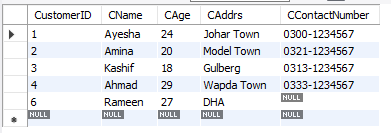 CustomerID CName CAge CAddrs CContactNumber
1 Ayesha 24 Johar Town 0300-1234567
2 Amina 20 Model Town 0321-1234567
3 Kashif 18 Gulberg 0313-1234567
4 Ahmad 29 Wapda Town 0333-1234567
6 Rameen 27 DHA NULL
NULL NULL NULL NULL NULL